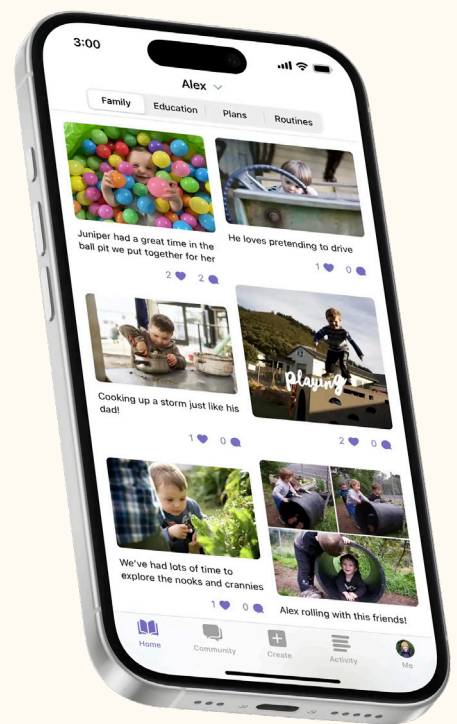 3:00
Alex
Family Education Plans Routines
Juniper had a great time in the
ball pit we put together for her
2 2
He loves pretending to drive
1 0
Cooking up a storm just like his
dad!
1 0
playing
2 0
We've had lots of time to
explore the nooks and crannies
1 0
Alex rolling with this friends!
Home Community Create Activity Me